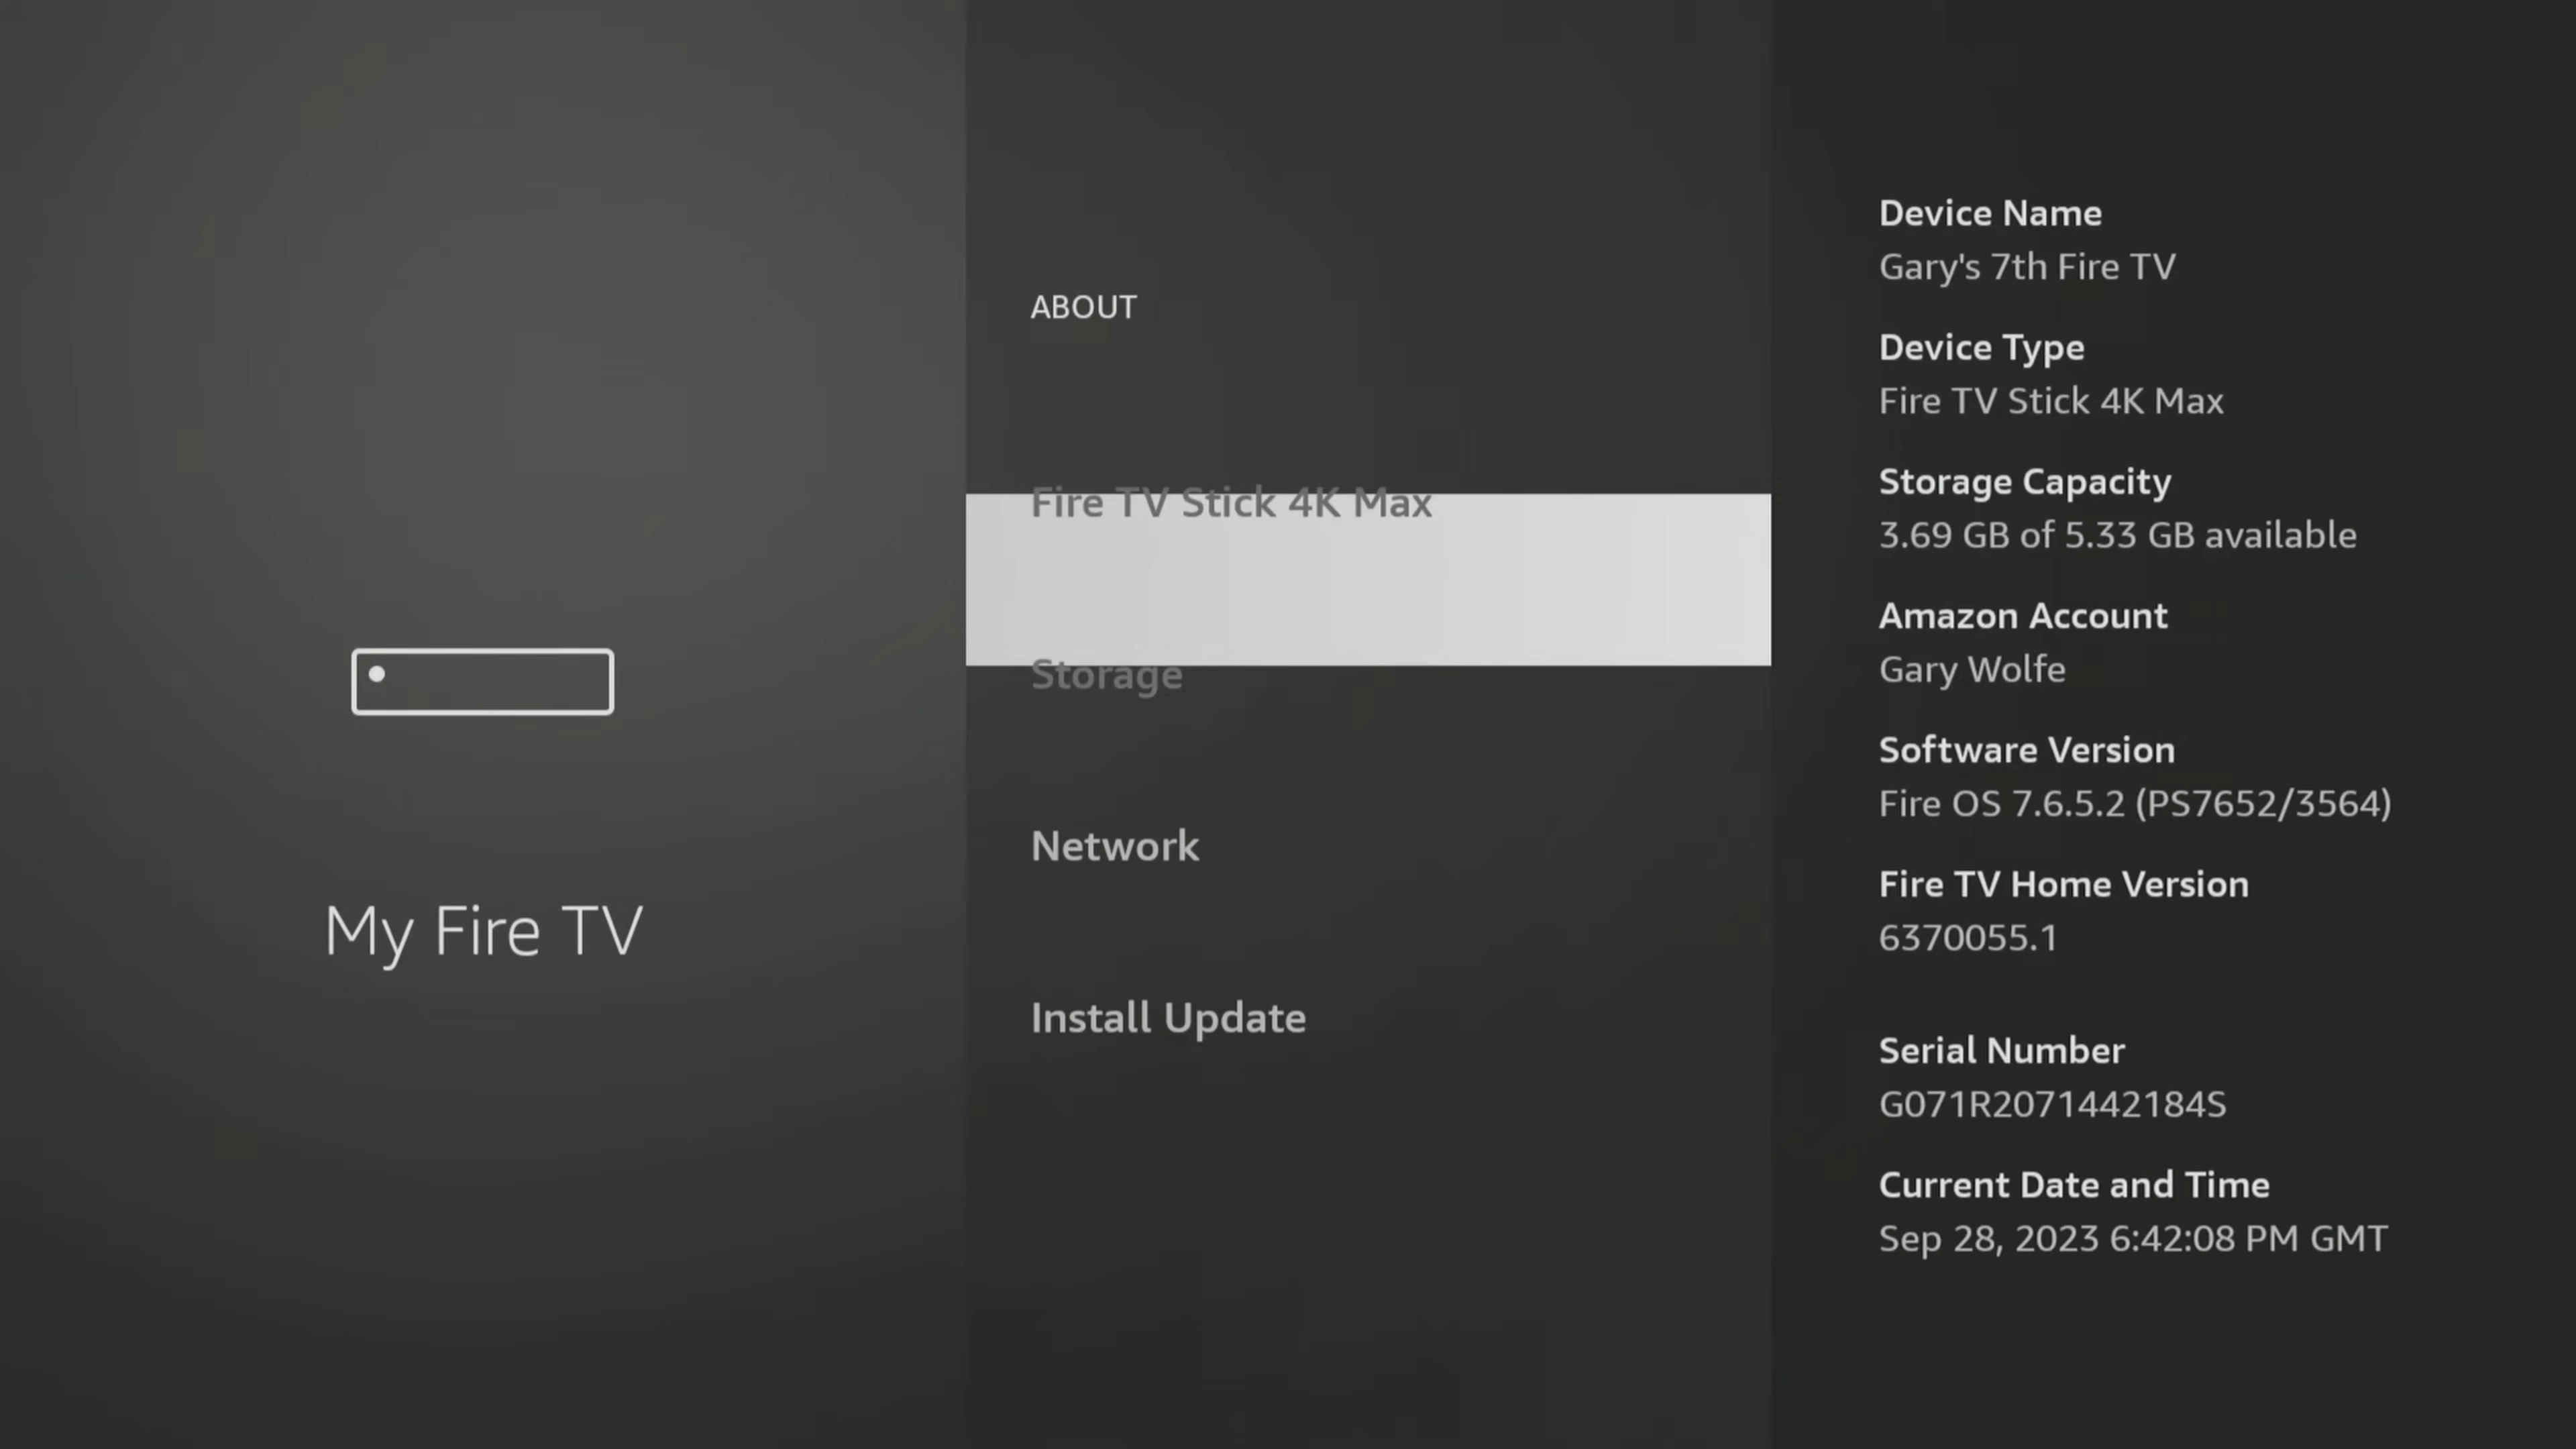 My Fire TV
ABOUT
Fire TV Stick 4K Max
Storage
Network
Install Update
Device Name
Gary's 7th Fire TV
Device Type
Fire TV Stick 4K Max
Storage Capacity
3.69 GB of 5.33 GB available
Amazon Account
Gary Wolfe
Software Version
Fire OS 7.6.5.2 (PS7652/3564)
Fire TV Home Version
6370055.1
Serial Number
G071R2071442184S
Current Date and Time
Sep 28, 2023 6:42:08 PM GMT